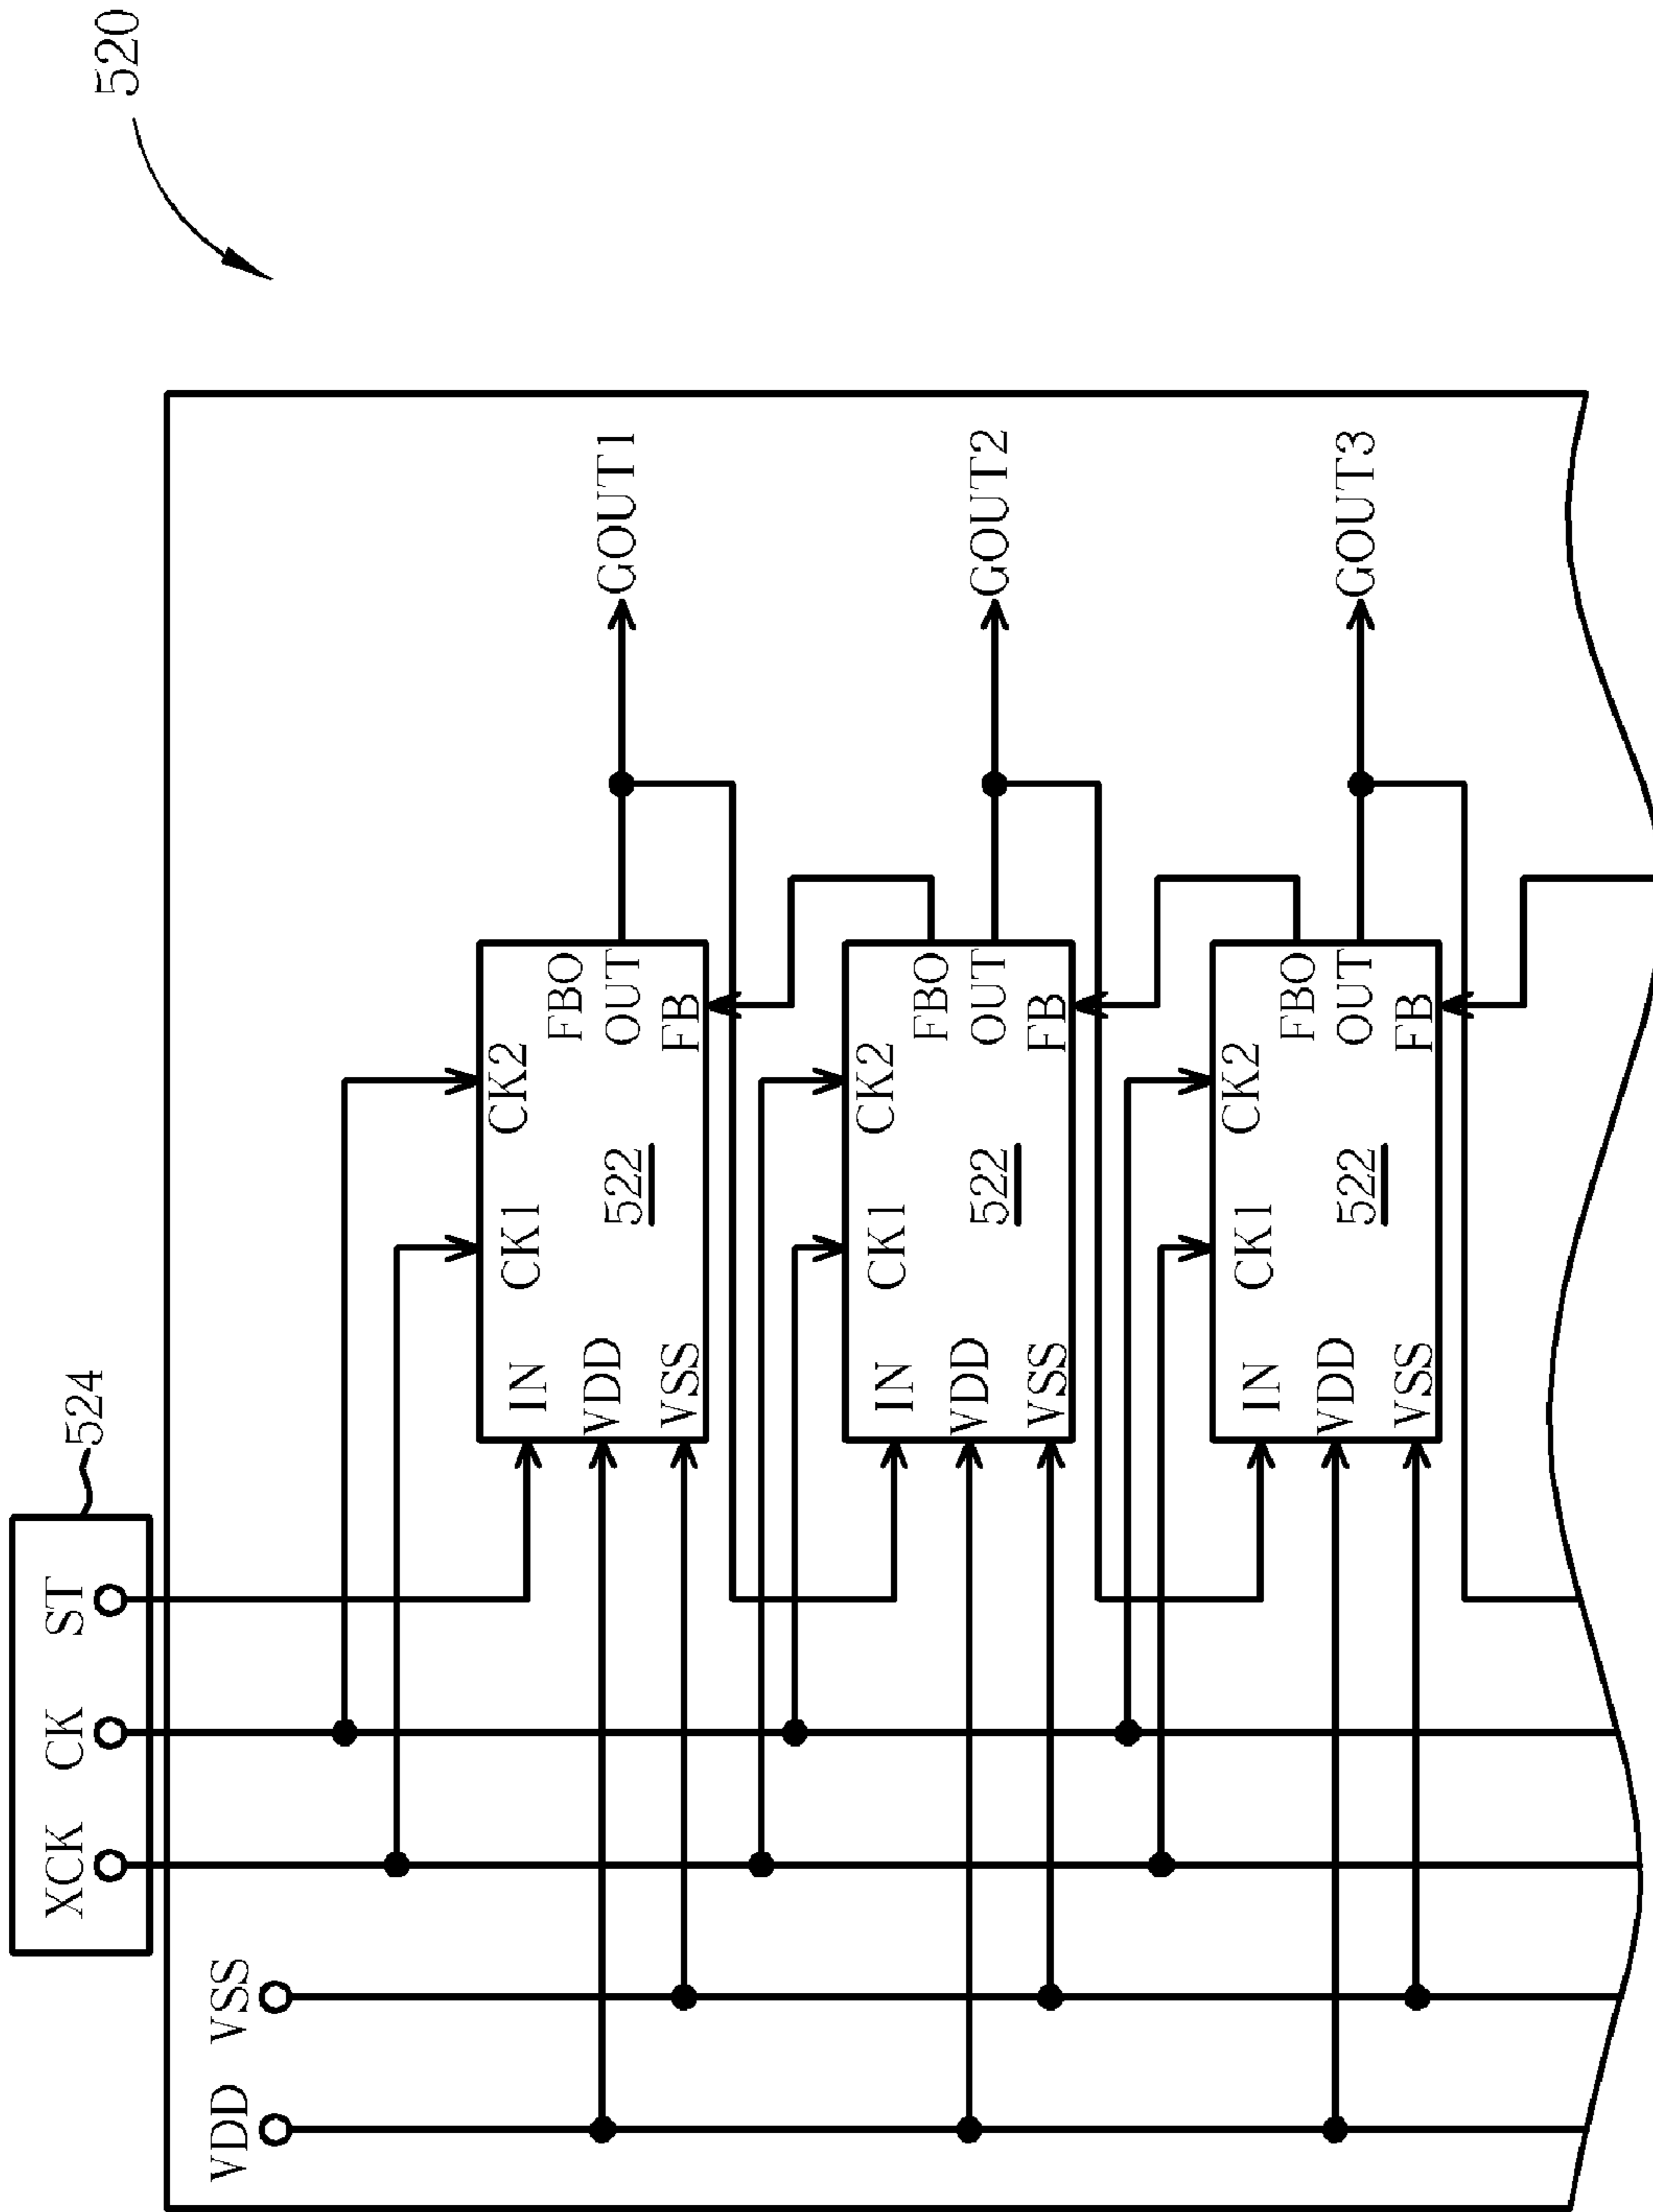 520
524
XCK CK ST
VDD VSS
CK1 CK2
IN FBO
VDD 522 OUT GOUT1
VSS FB
CK1 CK2
IN FBO
VDD 522 OUT GOUT2
VSS FB
CK1 CK2
IN FBO
VDD 522 OUT GOUT3
VSS FB